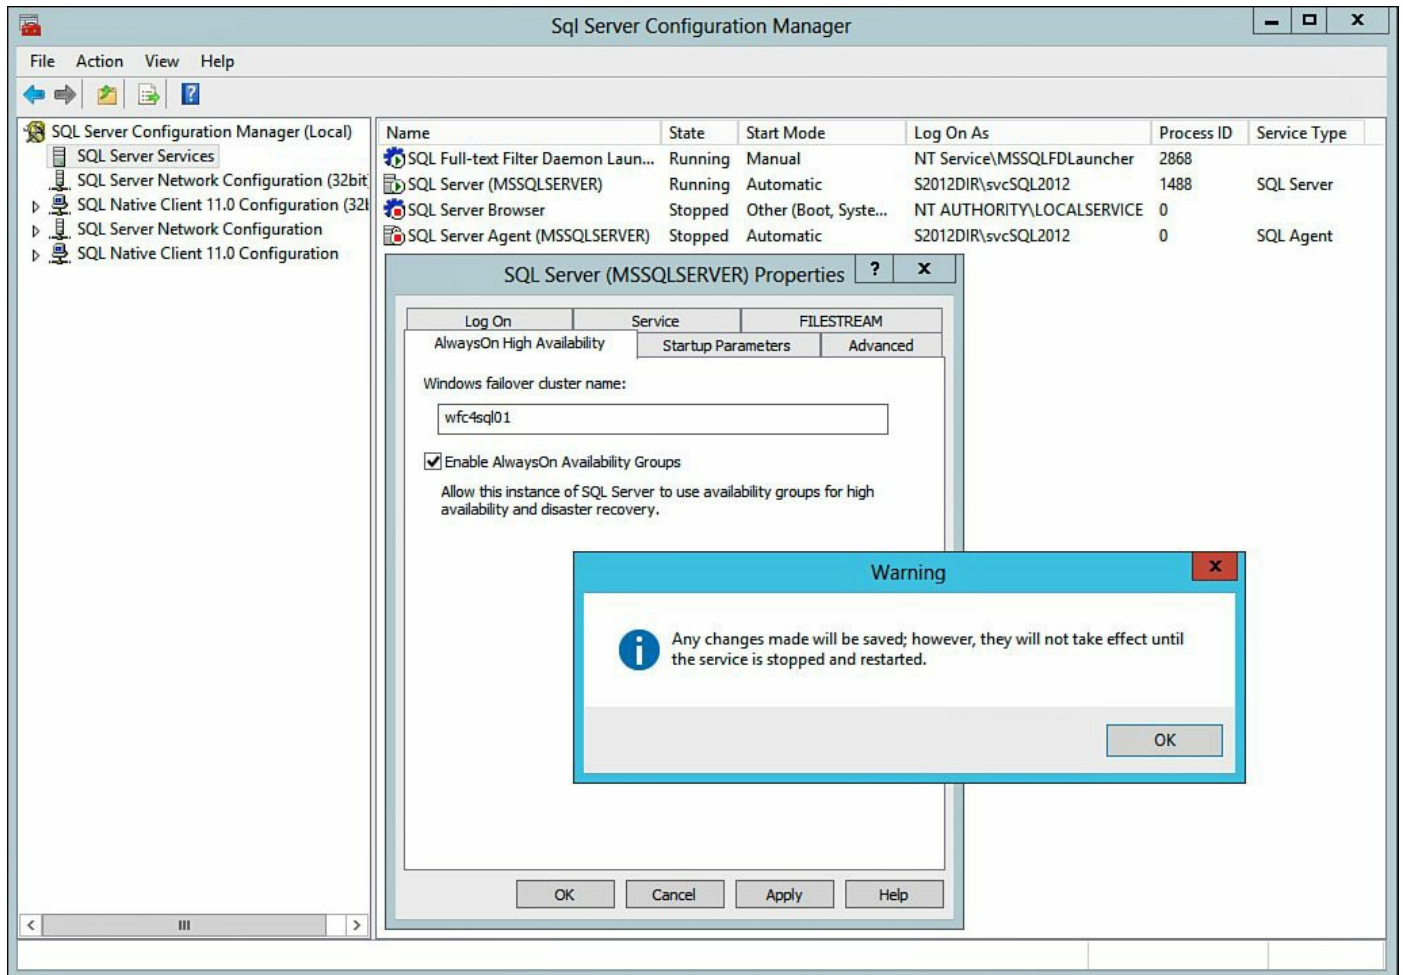 Sql Server Configuration Manager
File Action View Help
SQL Server Configuration Manager (Local)
SQL Server Services
SQL Server Network Configuration (32bit
SQL Native Client 11.0 Configuration (32b
SQL Server Network Configuration
SQL Native Client 11.0 Configuration
Name State Start Mode Log On As Process ID Service Type
SQL Full-text Filter Daemon Laun... Running Manual NT Service\MSSQLFDLauncher 2868
SQL Server (MSSQLSERVER) Running Automatic S2012DIR\svcSQL2012 1488 SQL Server
SQL Server Browser Stopped Other (Boot, Syste... NT AUTHORITY\LOCALSERVICE 0
SQL Server Agent (MSSQLSERVER) Stopped Automatic S2012DIR\svcSQL2012 0 SQL Agent
SQL Server (MSSQLSERVER) Properties ? x
Log On Service FILESTREAM
AlwaysOn High Availability Startup Parameters Advanced
Windows failover cluster name:
wfc4sql01
Enable AlwaysOn Availability Groups
Allow this instance of SQL Server to use availability groups for high
availability and disaster recovery.
Warning
Any changes made will be saved; however, they will not take effect until
the service is stopped and restarted.
OK
OK Cancel Apply Help